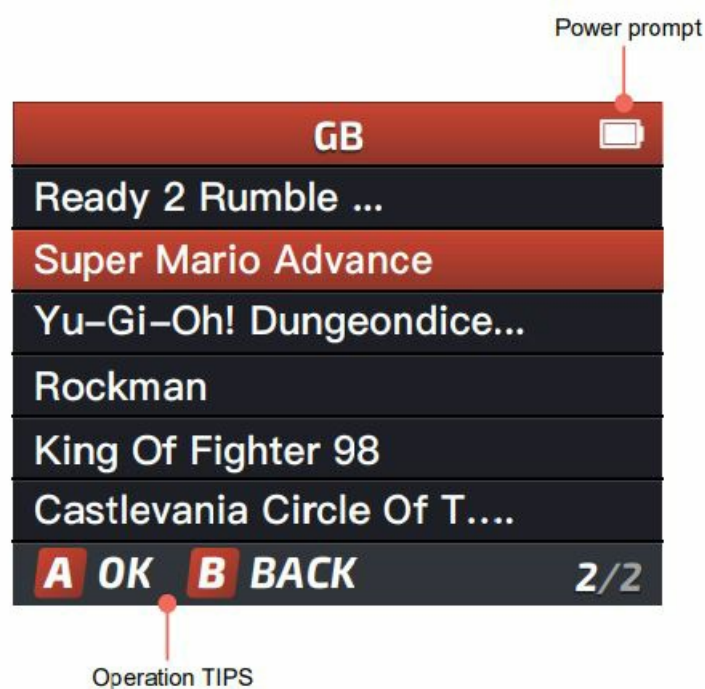 Power prompt
GB
Ready 2 Rumble ...
Super Mario Advance
Yu-Gi-Oh! Dungeondice...
Rockman
King Of Fighter 98
Castlevania Circle Of T....
A OK B BACK 2/2
Operation TIPS